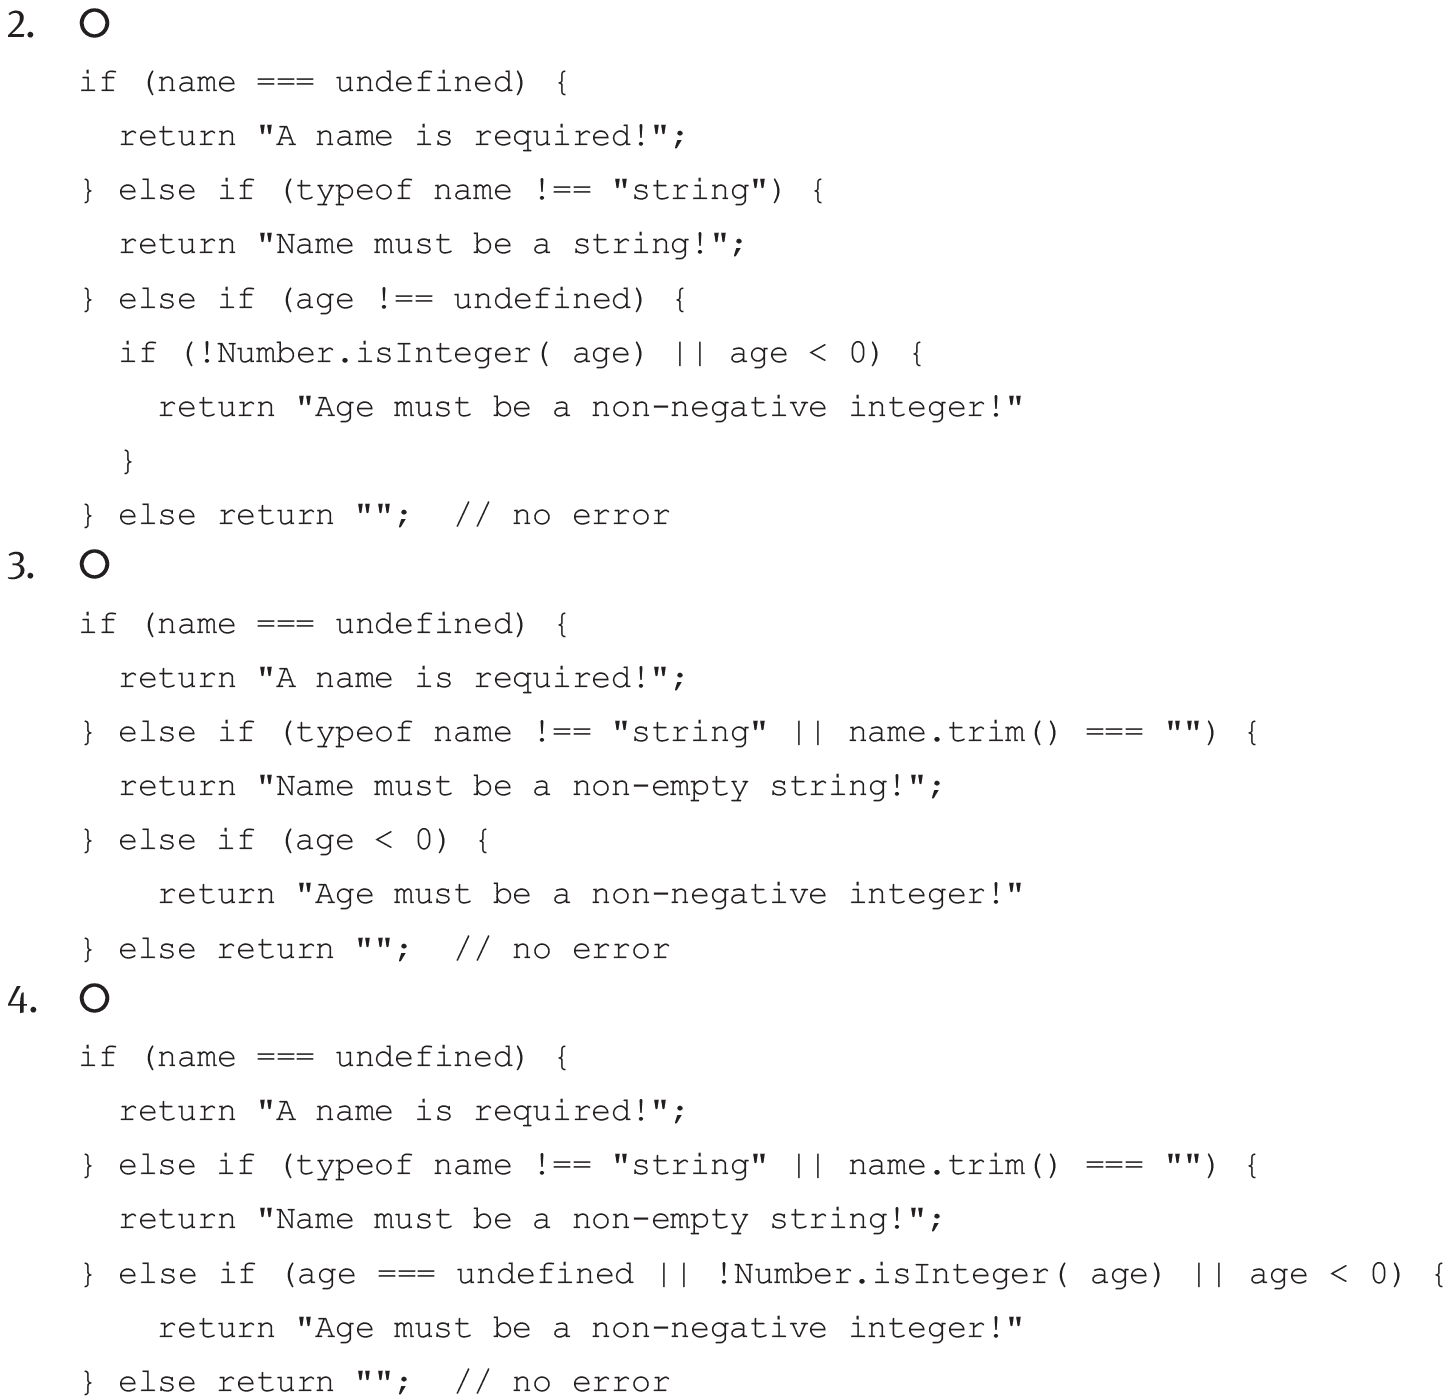 2. O
if (name === undefined) {
  return "A name is required!";
} else if (typeof name !== "string") {
  return "Name must be a string!";
} else if (age !== undefined) {
  if (!Number.isInteger( age) || age < 0) {
    return "Age must be a non-negative integer!"
  }
} else return "";  // no error
3. O
if (name === undefined) {
  return "A name is required!";
} else if (typeof name !== "string" || name.trim() === "") {
  return "Name must be a non-empty string!";
} else if (age < 0) {
    return "Age must be a non-negative integer!"
} else return "";  // no error
4. O
if (name === undefined) {
  return "A name is required!";
} else if (typeof name !== "string" || name.trim() === "") {
  return "Name must be a non-empty string!";
} else if (age === undefined || !Number.isInteger( age) || age < 0) {
    return "Age must be a non-negative integer!"
} else return "";  // no error